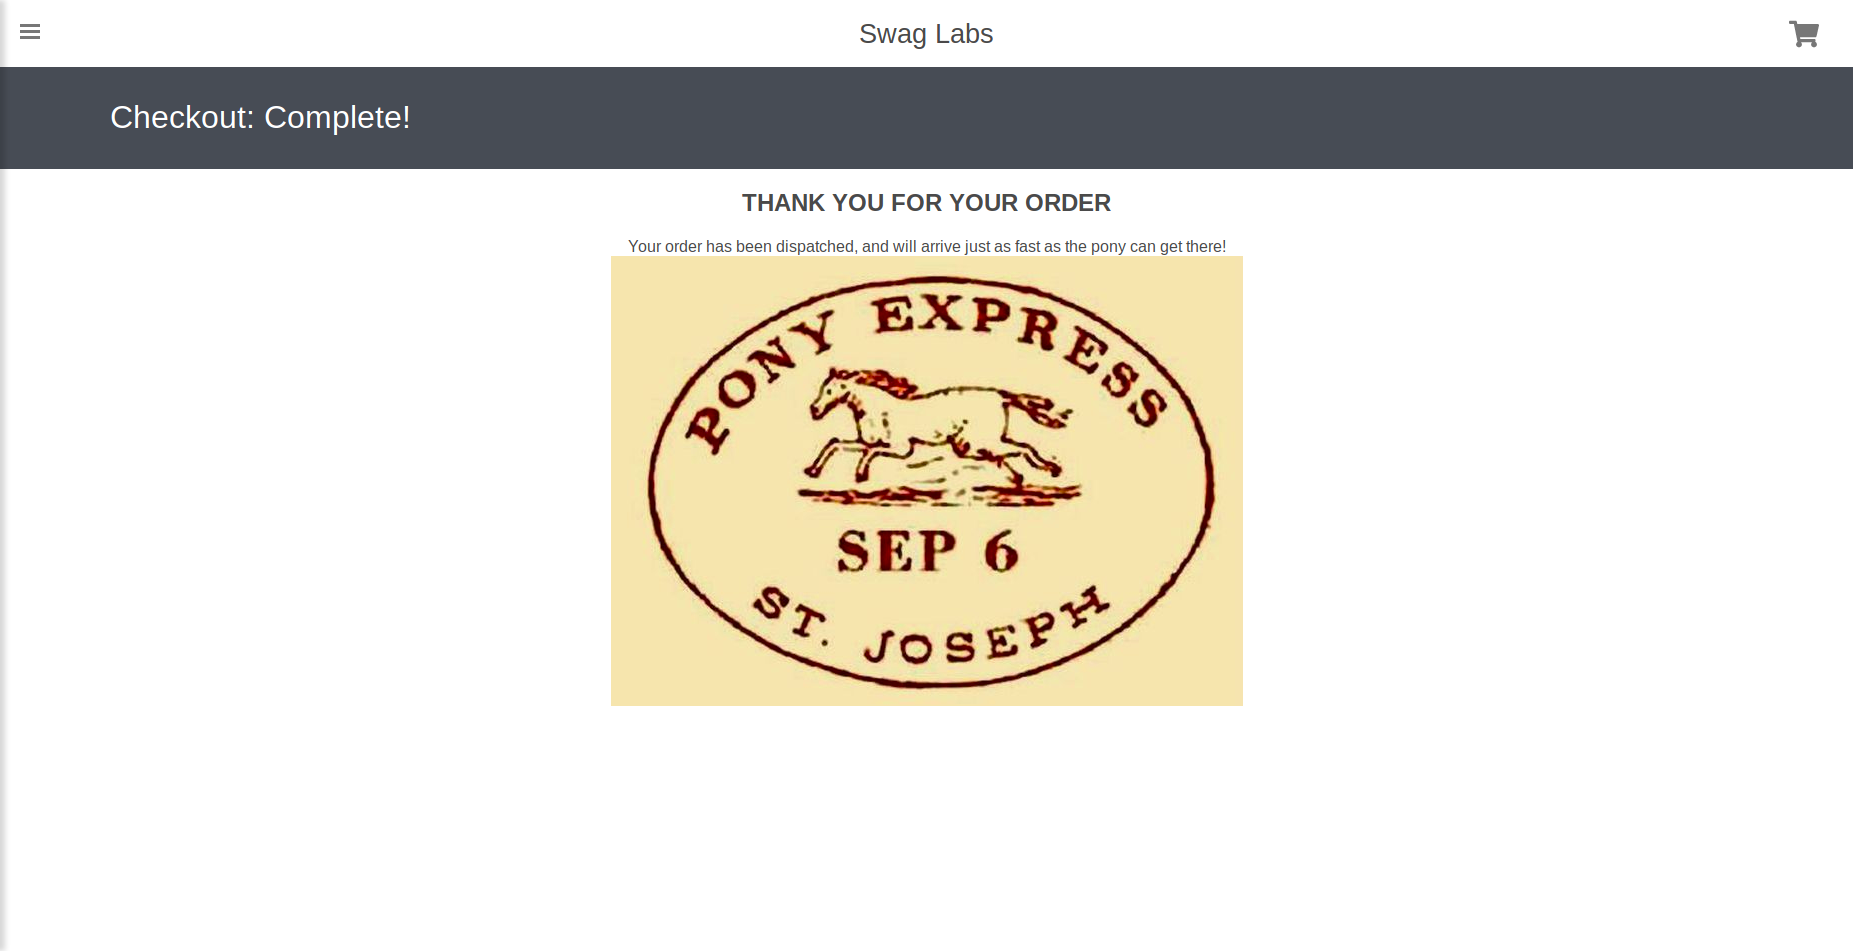 Swag Labs
Checkout: Complete!
THANK YOU FOR YOUR ORDER
Your order has been dispatched, and will arrive just as fast as the pony can get there!
PONY EXPRESS
SEP 6
ST. JOSEPH